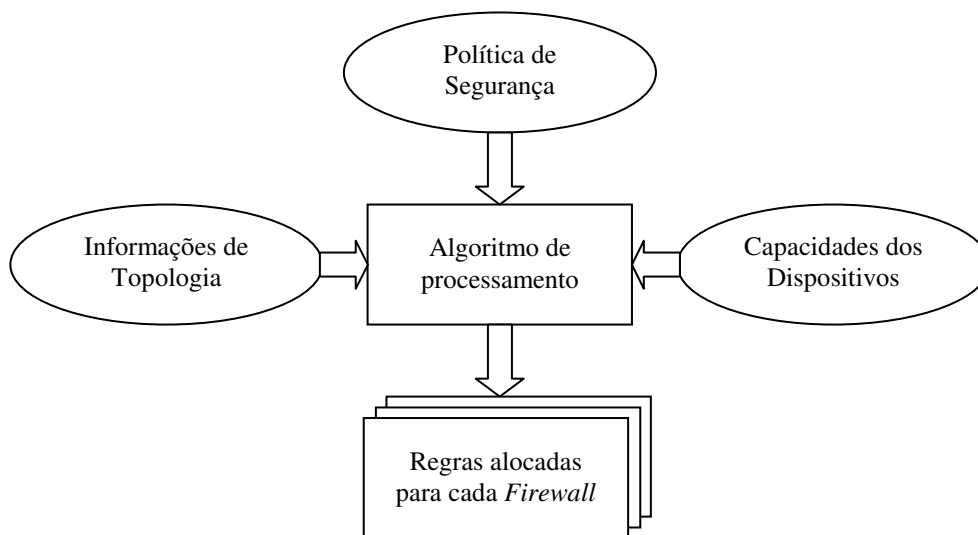 Política de
Segurança
Informações de
Topologia
Algoritmo de
processamento
Capacidades dos
Dispositivos
Regras alocadas
para cada Firewall